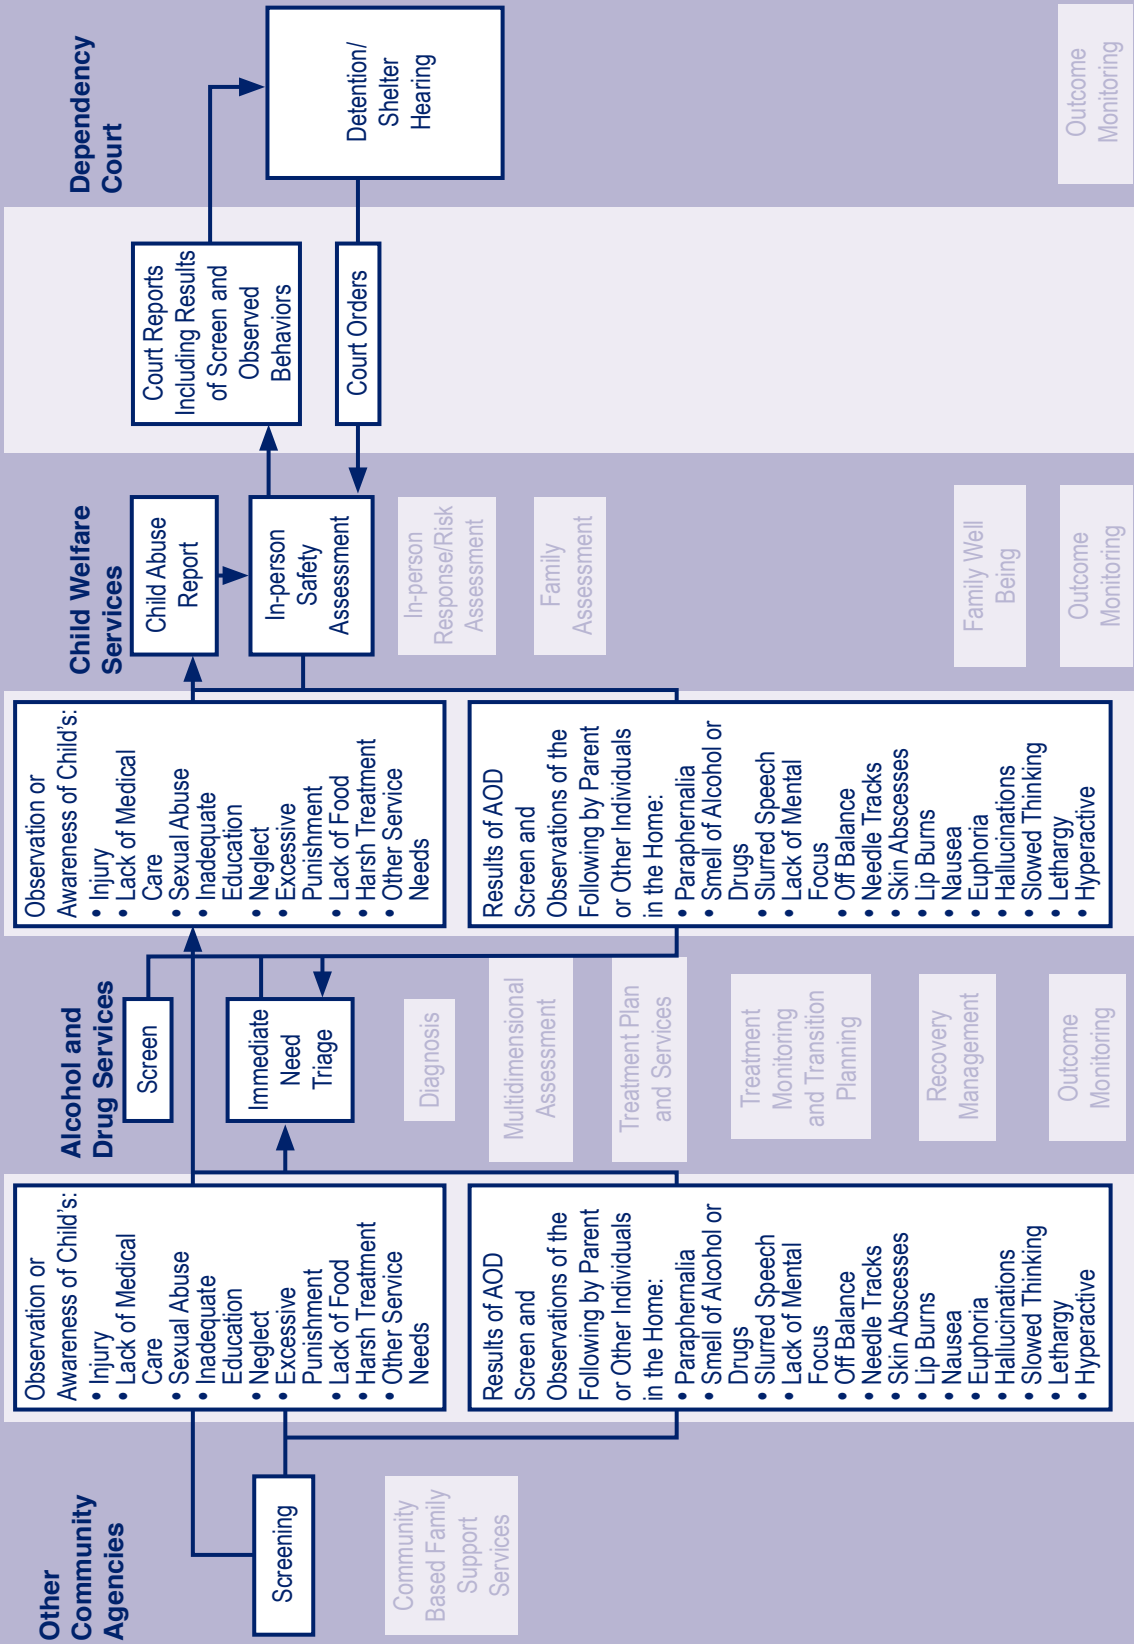 Other
Community
Agencies
Screening
Community
Based Family
Support
Services
Observation or
Awareness of Child's:
• Injury
• Lack of Medical
Care
• Sexual Abuse
• Inadequate
Education
• Neglect
• Excessive
Punishment
• Lack of Food
• Harsh Treatment
• Other Service
Needs
Results of AOD
Screen and
Observations of the
Following by Parent
or Other Individuals
in the Home:
• Paraphernalia
• Smell of Alcohol or
Drugs
• Slurred Speech
• Lack of Mental
Focus
• Off Balance
• Needle Tracks
• Skin Abscesses
• Lip Burns
• Nausea
• Euphoria
• Hallucinations
• Slowed Thinking
• Lethargy
• Hyperactive
Alcohol and
Drug Services
Screen
Immediate
Need
Triage
Diagnosis
Multidimensional
Assessment
Treatment Plan
and Services
Treatment
Monitoring
and Transition
Planning
Recovery
Management
Outcome
Monitoring
Observation or
Awareness of Child's:
• Injury
• Lack of Medical
Care
• Sexual Abuse
• Inadequate
Education
• Neglect
• Excessive
Punishment
• Lack of Food
• Harsh Treatment
• Other Service
Needs
Results of AOD
Screen and
Observations of the
Following by Parent
or Other Individuals
in the Home:
• Paraphernalia
• Smell of Alcohol or
Drugs
• Slurred Speech
• Lack of Mental
Focus
• Off Balance
• Needle Tracks
• Skin Abscesses
• Lip Burns
• Nausea
• Euphoria
• Hallucinations
• Slowed Thinking
• Lethargy
• Hyperactive
Child Welfare
Services
Child Abuse
Report
In-person
Safety
Assessment
In-person
Response/Risk
Assessment
Family
Assessment
Family Well
Being
Outcome
Monitoring
Court Reports
Including Results
of Screen and
Observed
Behaviors
Court Orders
Dependency
Court
Detention/
Shelter
Hearing
Outcome
Monitoring